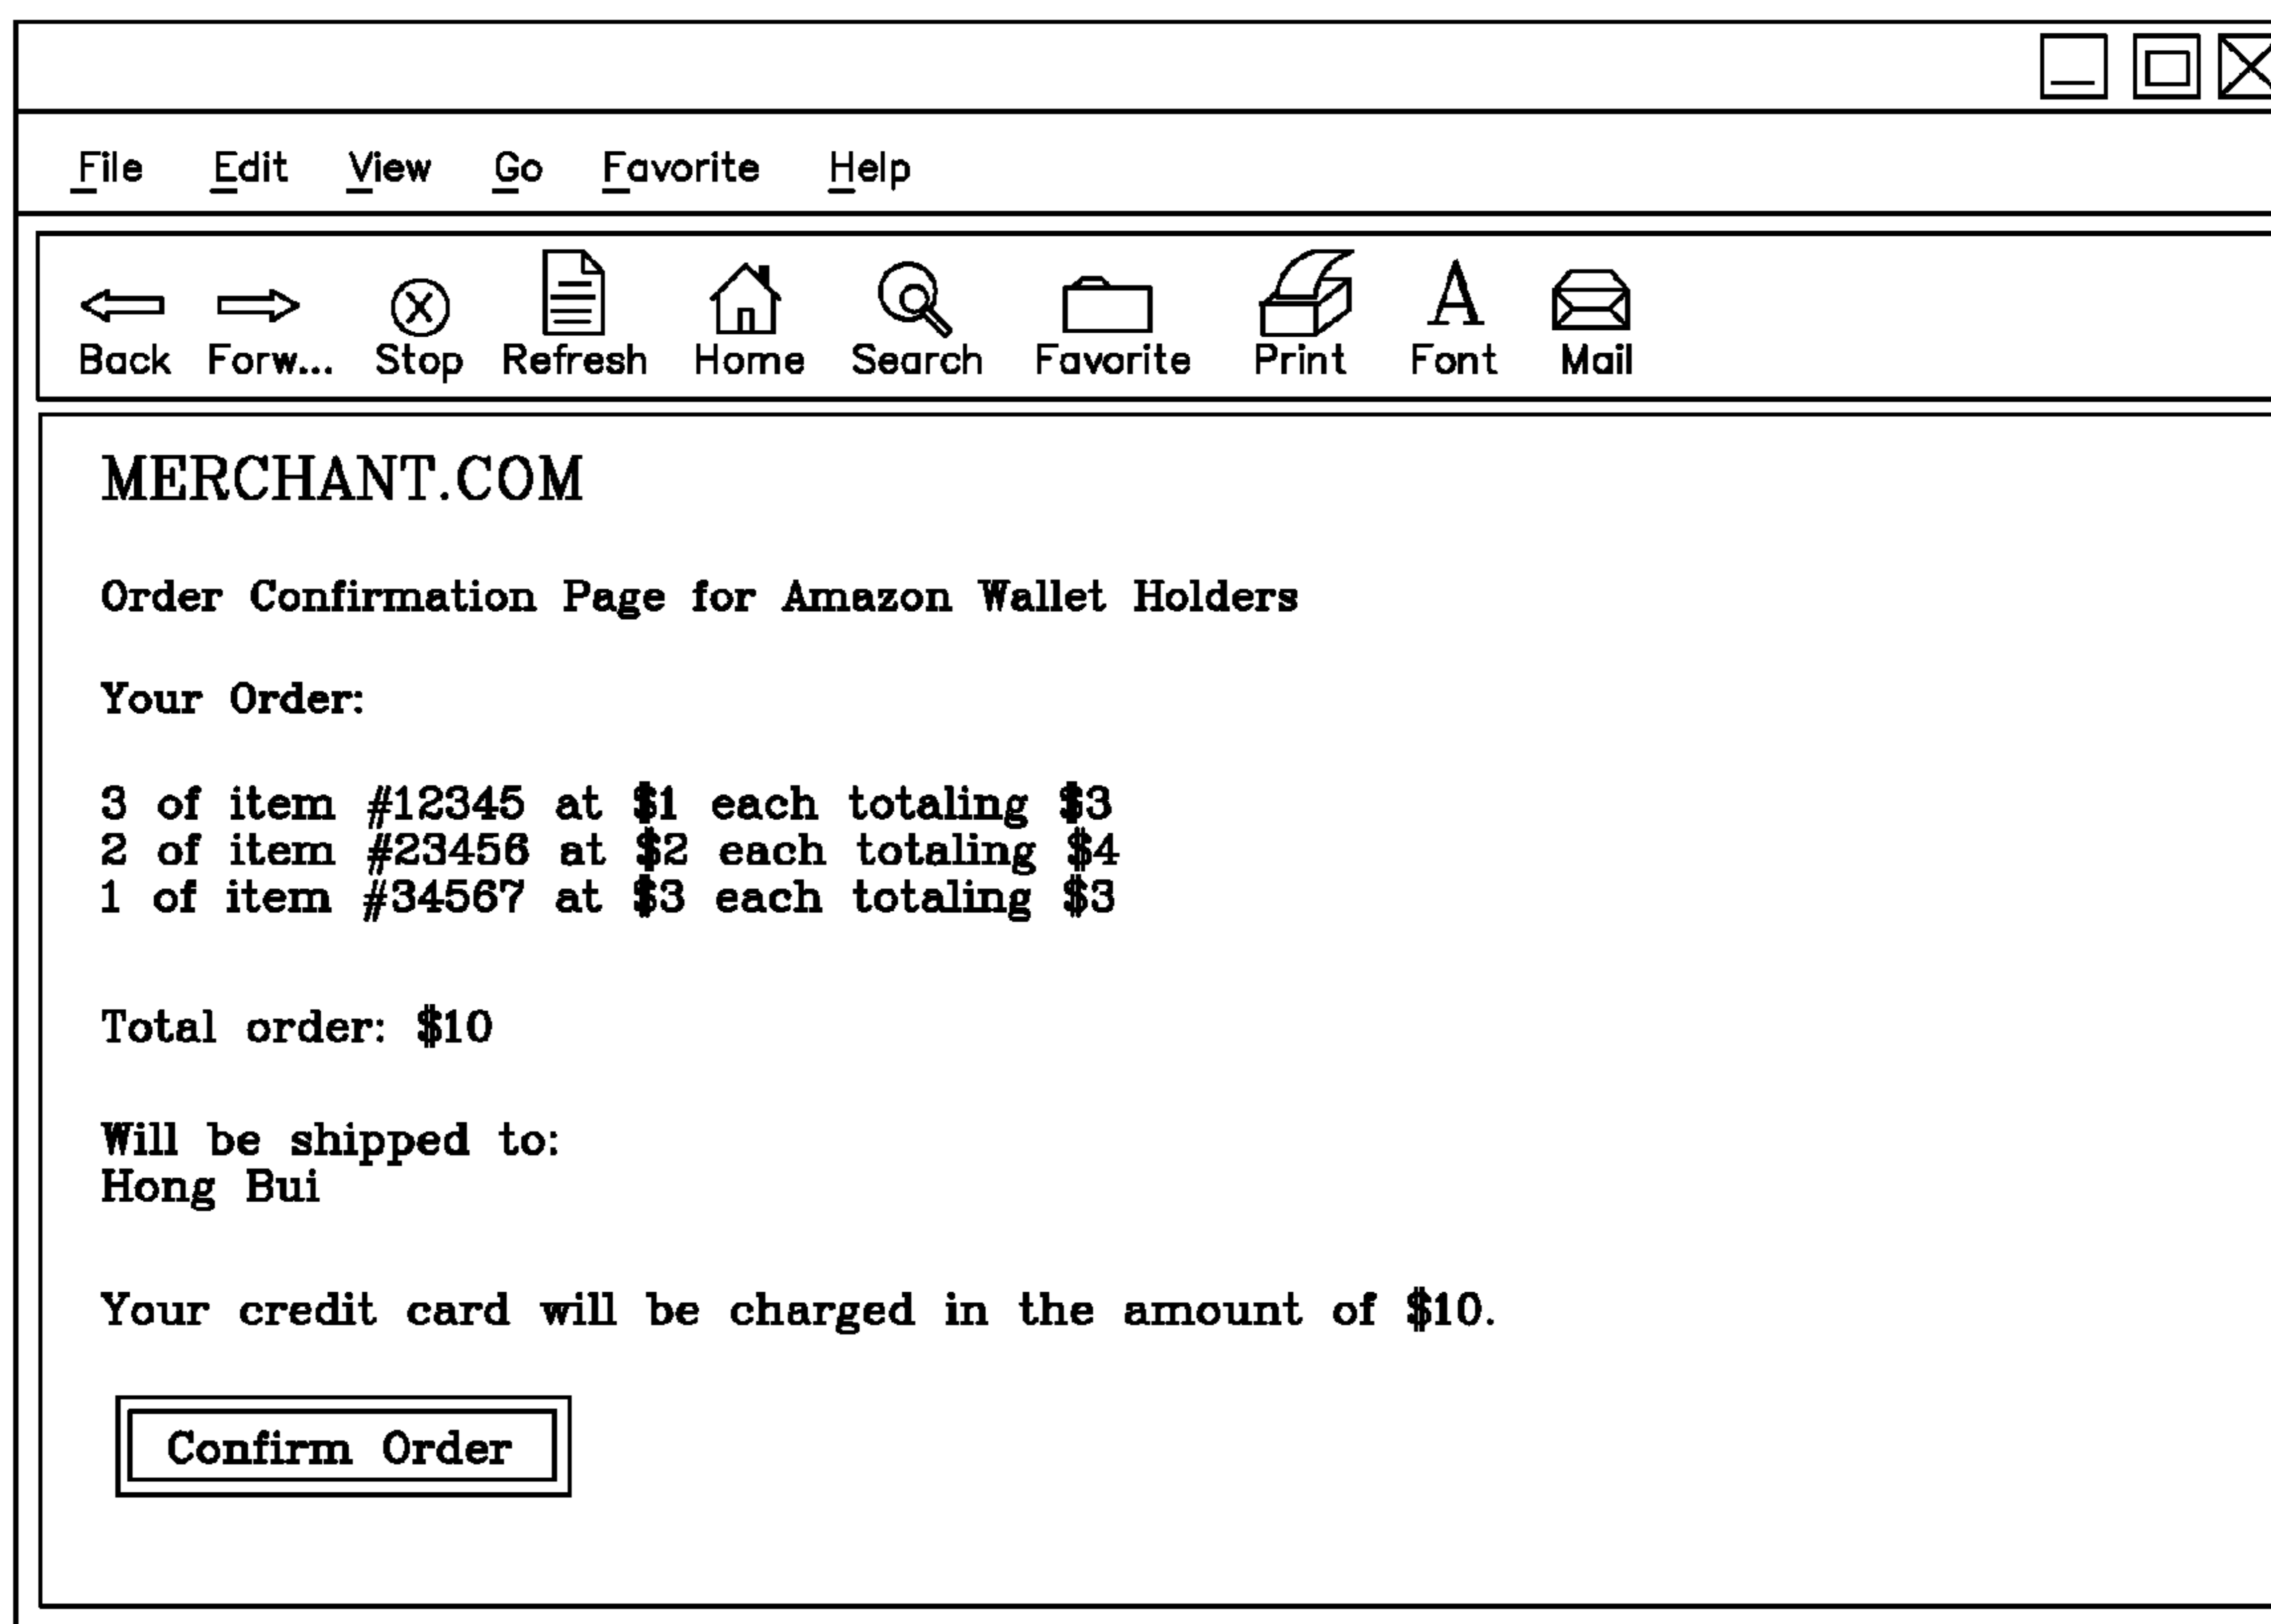 File Edit View Go Favorite Help
Back Forw... Stop Refresh Home Search Favorite Print Font Mail
MERCHANT.COM
Order Confirmation Page for Amazon Wallet Holders
Your Order:
3 of item #12345 at $1 each totaling $3
2 of item #23456 at $2 each totaling $4
1 of item #34567 at $3 each totaling $3
Total order: $10
Will be shipped to:
Hong Bui
Your credit card will be charged in the amount of $10.
Confirm Order